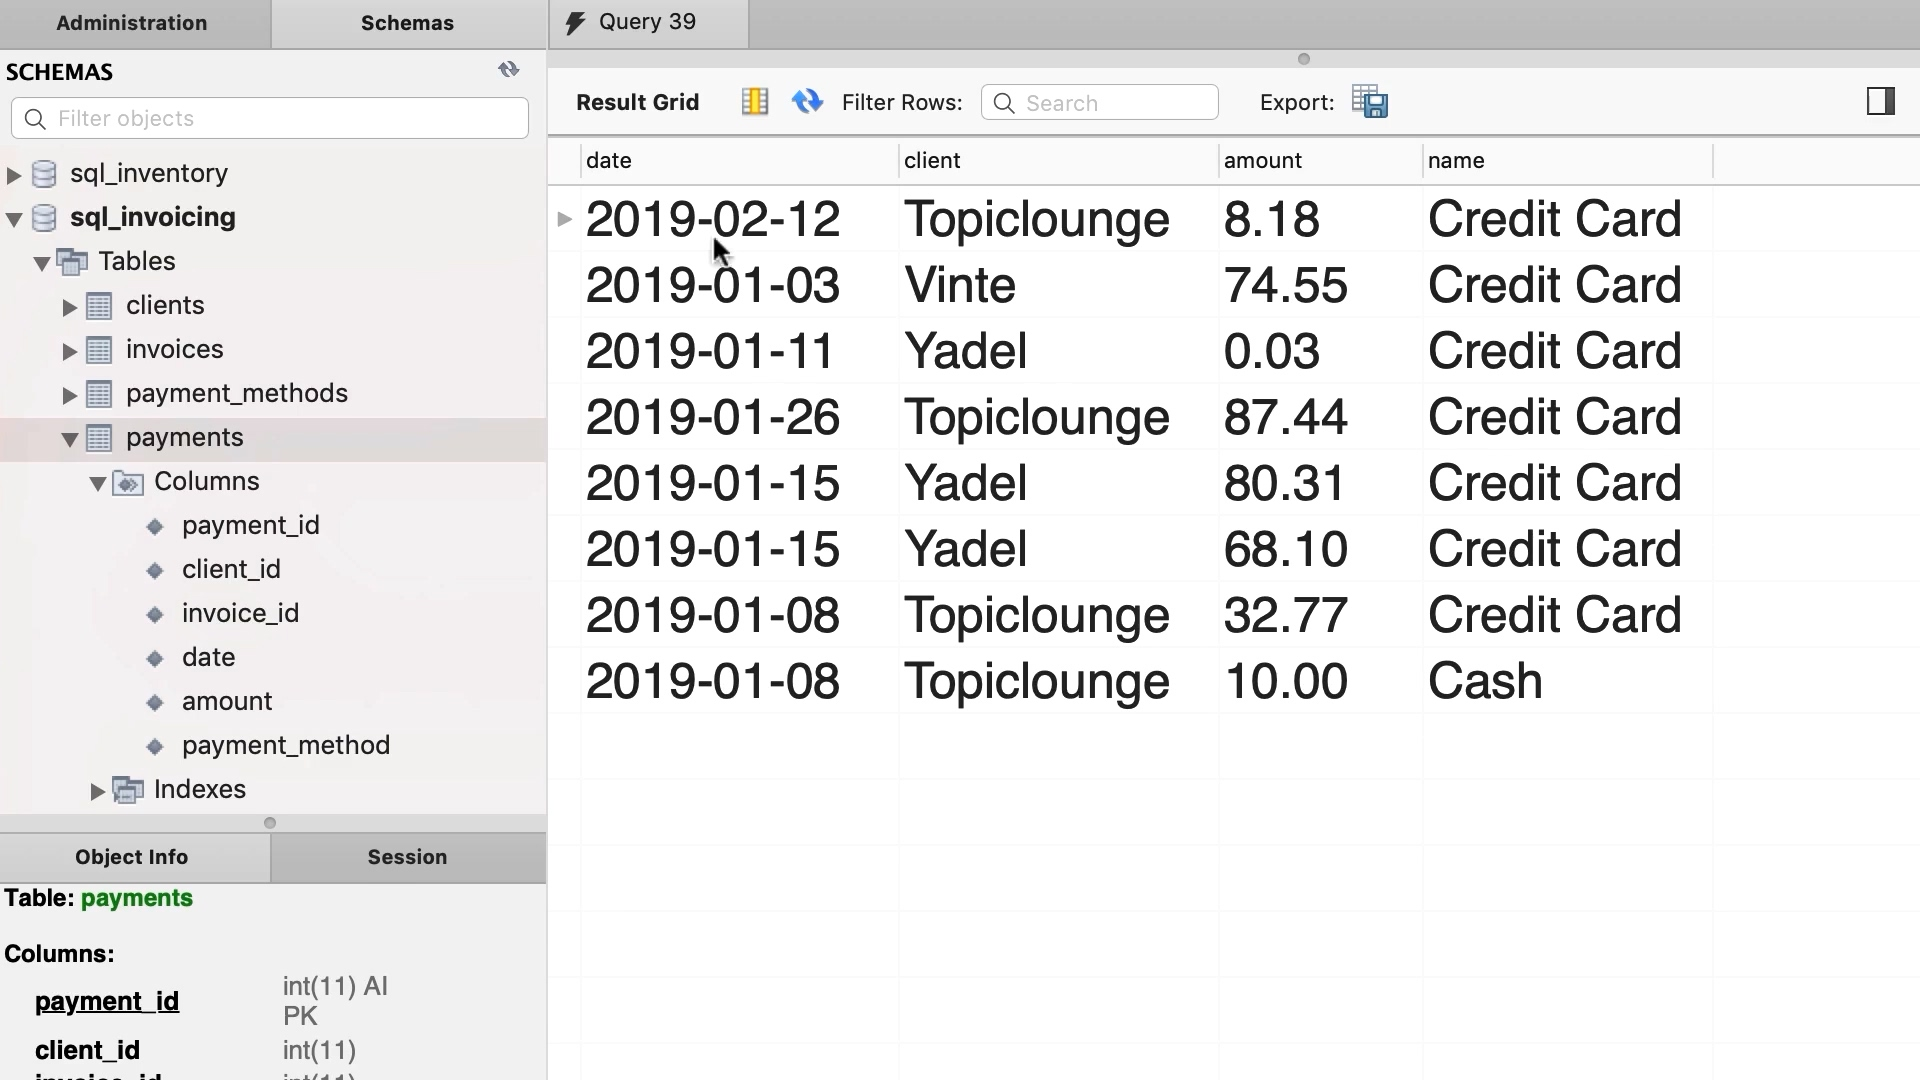 Administration
Schemas
SCHEMAS
Filter objects
sql_inventory
sql_invoicing
Tables
clients
invoices
payment_methods
payments
Columns
payment_id
client_id
invoice_id
date
amount
payment_method
Indexes
Object Info
Session
Table: payments
Columns:
payment_id int(11) AI PK
client_id int(11)
invoice_id int(11)
Query 39
Result Grid
Filter Rows:
Search
Export:
date client amount name
2019-02-12 Topiclounge 8.18 Credit Card
2019-01-03 Vinte 74.55 Credit Card
2019-01-11 Yadel 0.03 Credit Card
2019-01-26 Topiclounge 87.44 Credit Card
2019-01-15 Yadel 80.31 Credit Card
2019-01-15 Yadel 68.10 Credit Card
2019-01-08 Topiclounge 32.77 Credit Card
2019-01-08 Topiclounge 10.00 Cash